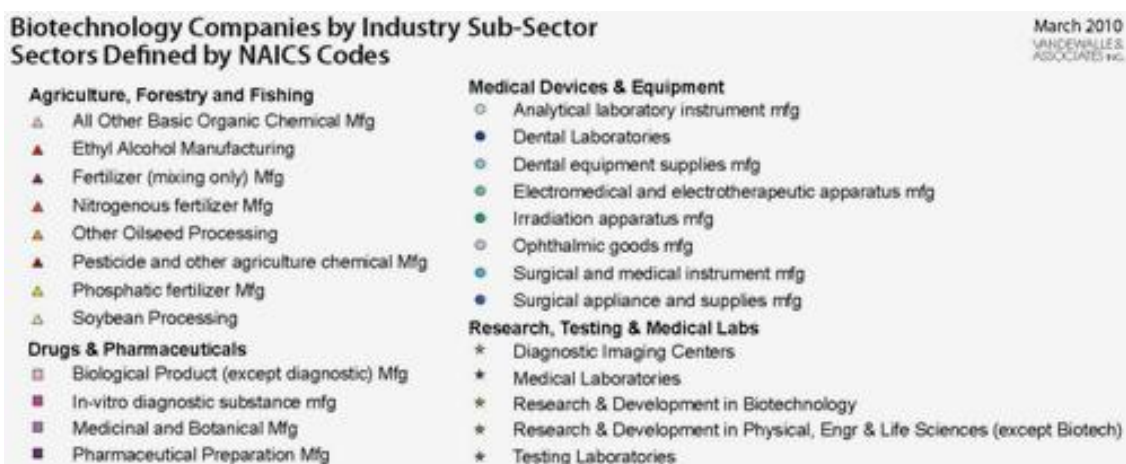 Biotechnology Companies by Industry Sub-Sector
Sectors Defined by NAICS Codes
March 2010
VANDEWALLE &
ASSOCIATES INC.
Agriculture, Forestry and Fishing
All Other Basic Organic Chemical Mfg
Ethyl Alcohol Manufacturing
Fertilizer (mixing only) Mfg
Nitrogenous fertilizer Mfg
Other Oilseed Processing
Pesticide and other agriculture chemical Mfg
Phosphatic fertilizer Mfg
Soybean Processing
Drugs & Pharmaceuticals
Biological Product (except diagnostic) Mfg
In-vitro diagnostic substance mfg
Medicinal and Botanical Mfg
Pharmaceutical Preparation Mfg
Medical Devices & Equipment
Analytical laboratory instrument mfg
Dental Laboratories
Dental equipment supplies mfg
Electromedical and electrotherapeutic apparatus mfg
Irradiation apparatus mfg
Ophthalmic goods mfg
Surgical and medical instrument mfg
Surgical appliance and supplies mfg
Research, Testing & Medical Labs
Diagnostic Imaging Centers
Medical Laboratories
Research & Development in Biotechnology
Research & Development in Physical, Engr & Life Sciences (except Biotech)
Testing Laboratories